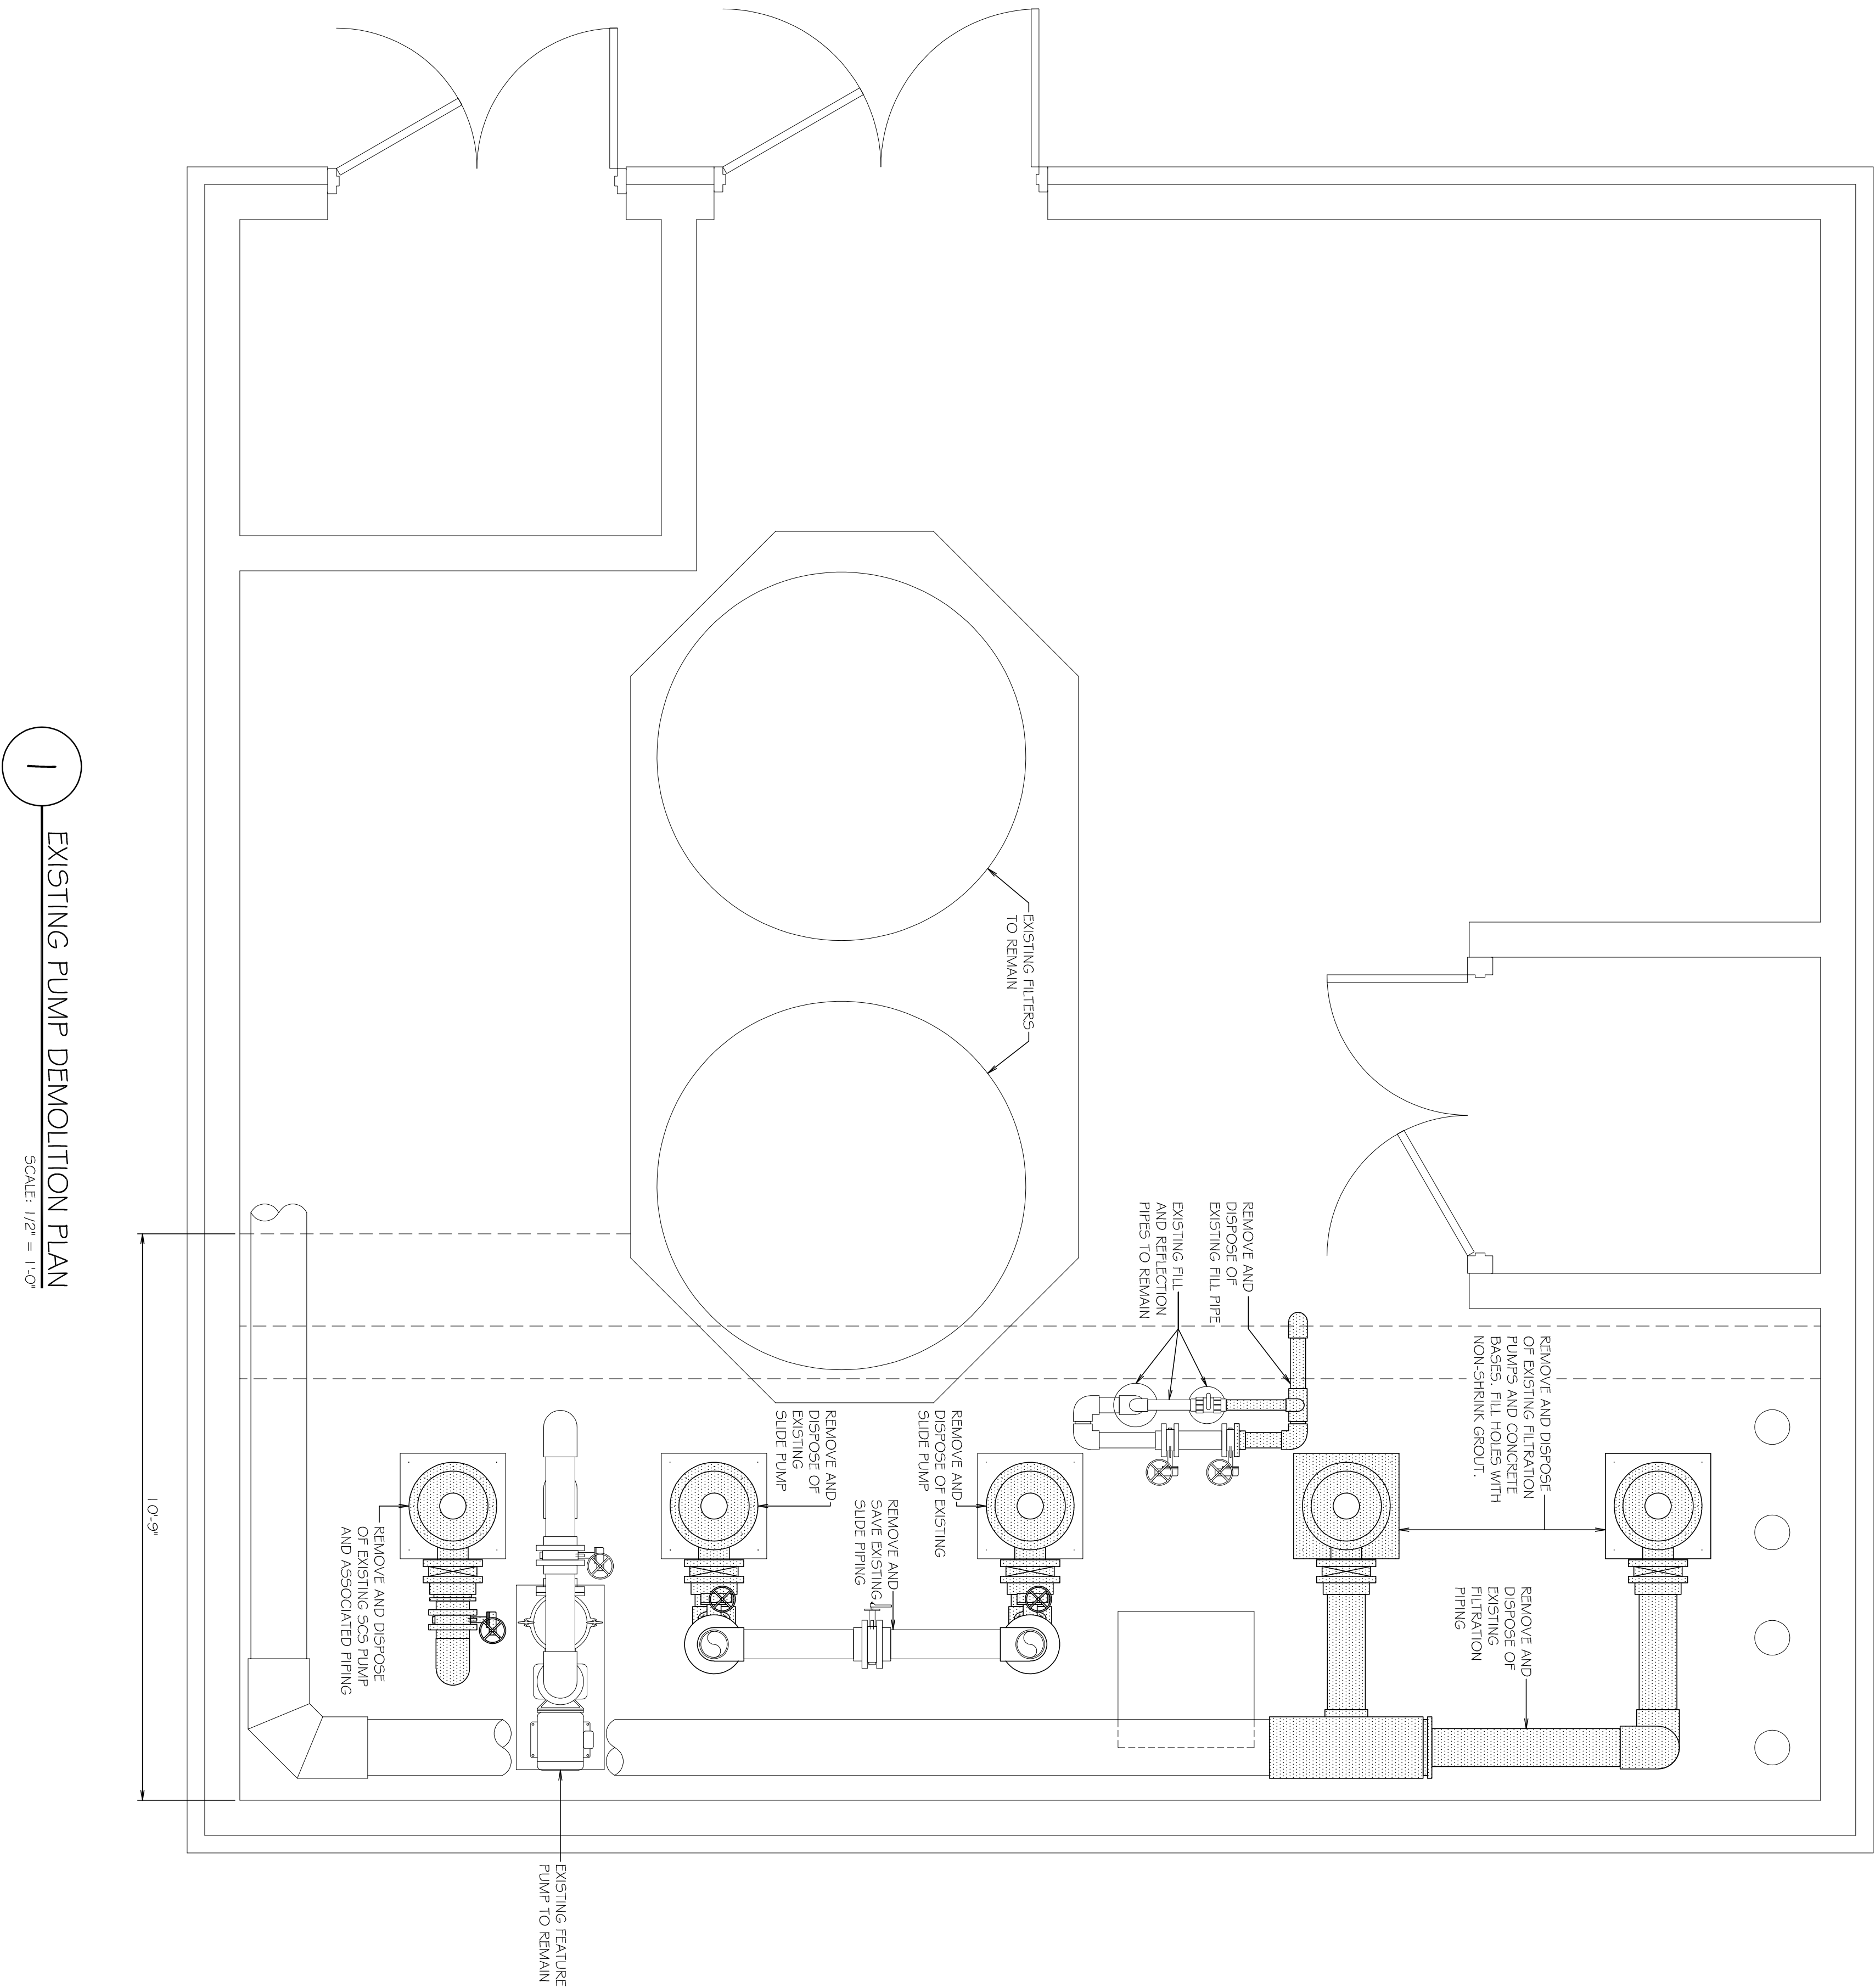 REMOVE AND DISPOSE
OF EXISTING FILTRATION
PUMPS AND CONCRETE
BASES. FILL HOLES WITH
NON-SHRINK GROUT.
REMOVE AND
DISPOSE OF
EXISTING
FILTRATION
PIPING
REMOVE AND
DISPOSE OF
EXISTING FILL PIPE
EXISTING FILL
AND REFLECTION
PIPES TO REMAIN
EXISTING FILTERS
TO REMAIN
REMOVE AND
DISPOSE OF EXISTING
SLIDE PUMP
REMOVE AND
SAVE EXISTING
SLIDE PIPING
REMOVE AND
DISPOSE OF
EXISTING
SLIDE PUMP
EXISTING FEATURE
PUMP TO REMAIN
REMOVE AND DISPOSE
OF EXISTING SCS PUMP
AND ASSOCIATED PIPING
10'-9"
1
EXISTING PUMP DEMOLITION PLAN
SCALE: 1/2" = 1'-0"